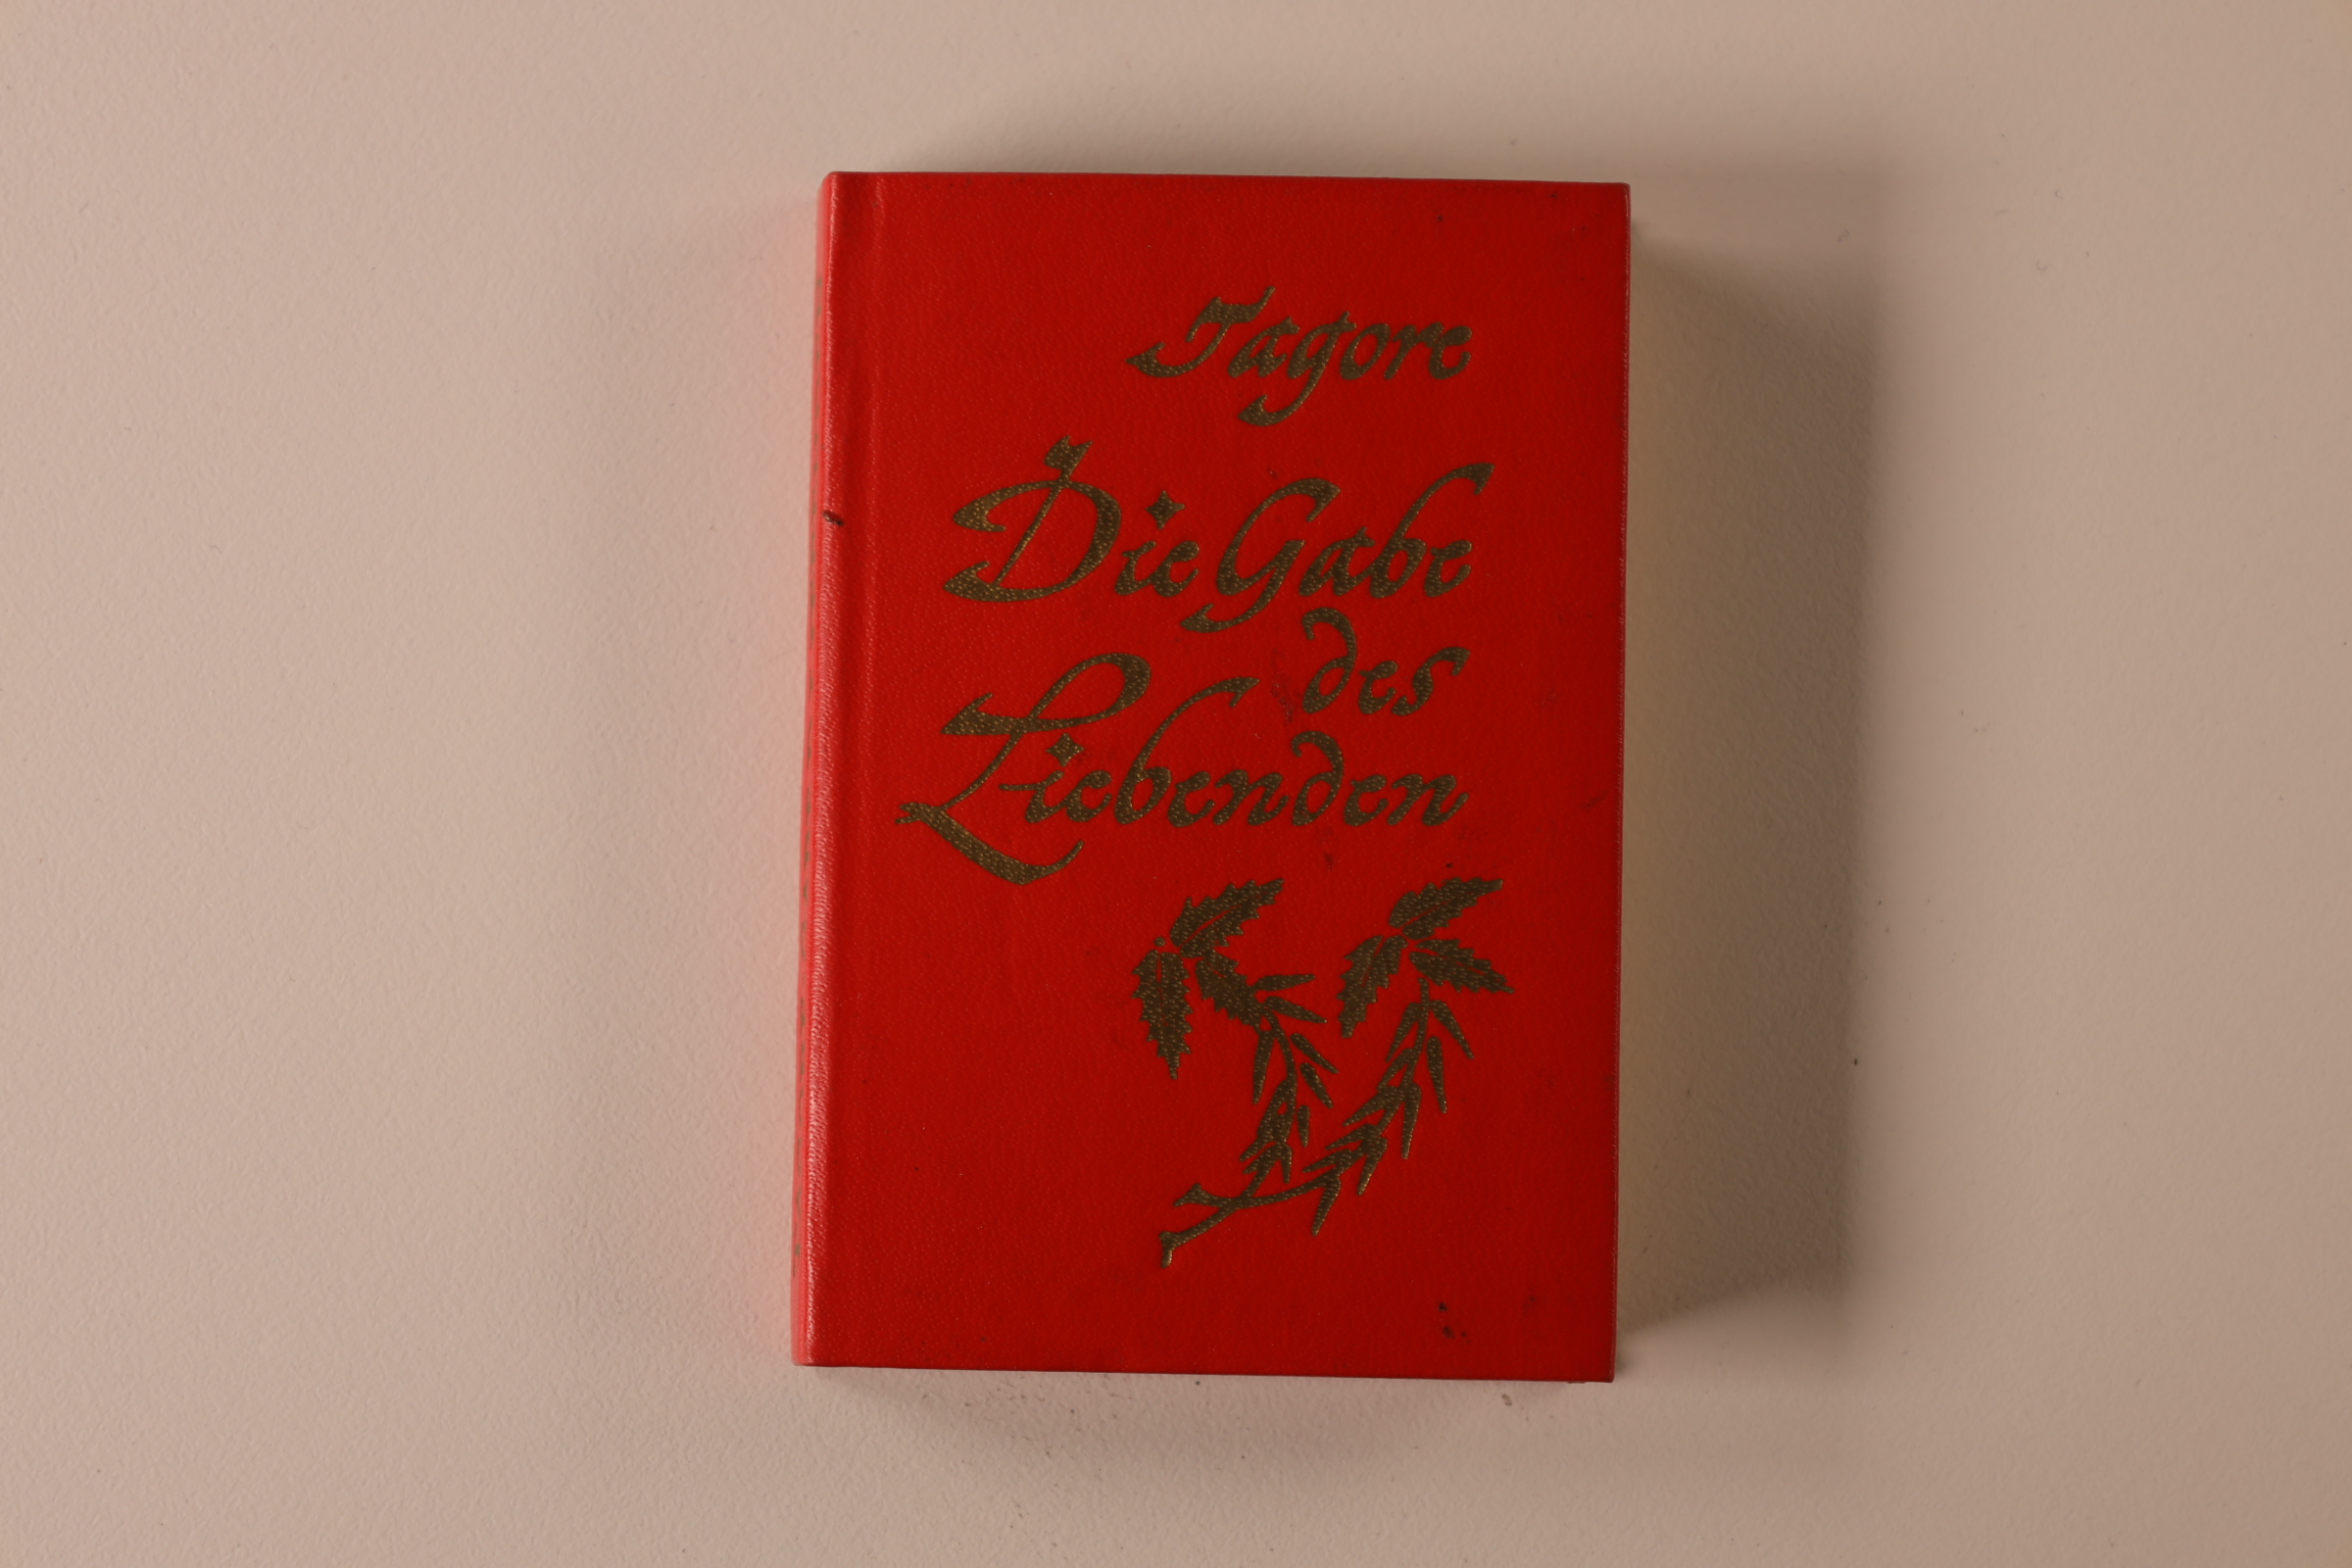 Tagore
Die Gabe
des
Liebenden